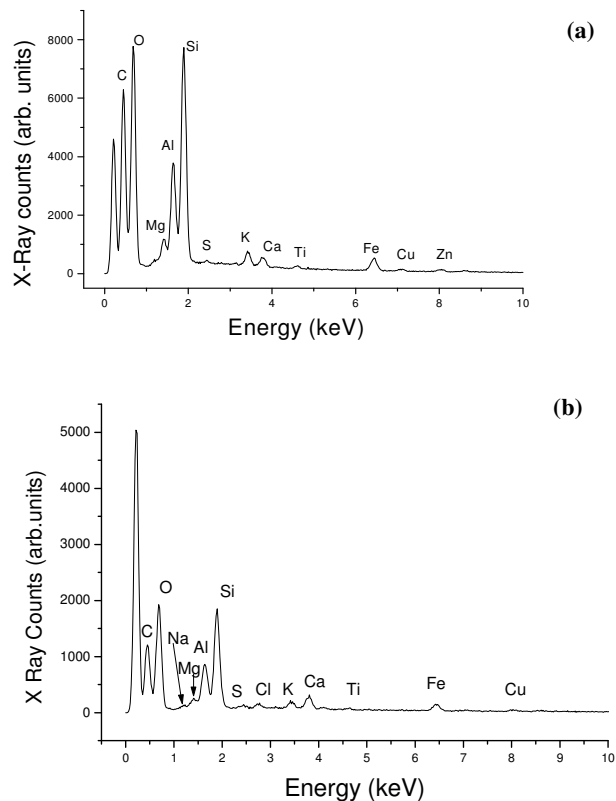 (a)
X-Ray counts (arb. units)
8000
6000
4000
2000
0
C
O
Si
Al
Mg
S
K
Ca
Ti
Fe
Cu
Zn
0 2 4 6 8 10
Energy (keV)
(b)
X Ray Counts (arb.units)
5000
4000
3000
2000
1000
0
C
O
Na
Mg
Al
Si
S
Cl
K
Ca
Ti
Fe
Cu
0 1 2 3 4 5 6 7 8 9 10
Energy (keV)